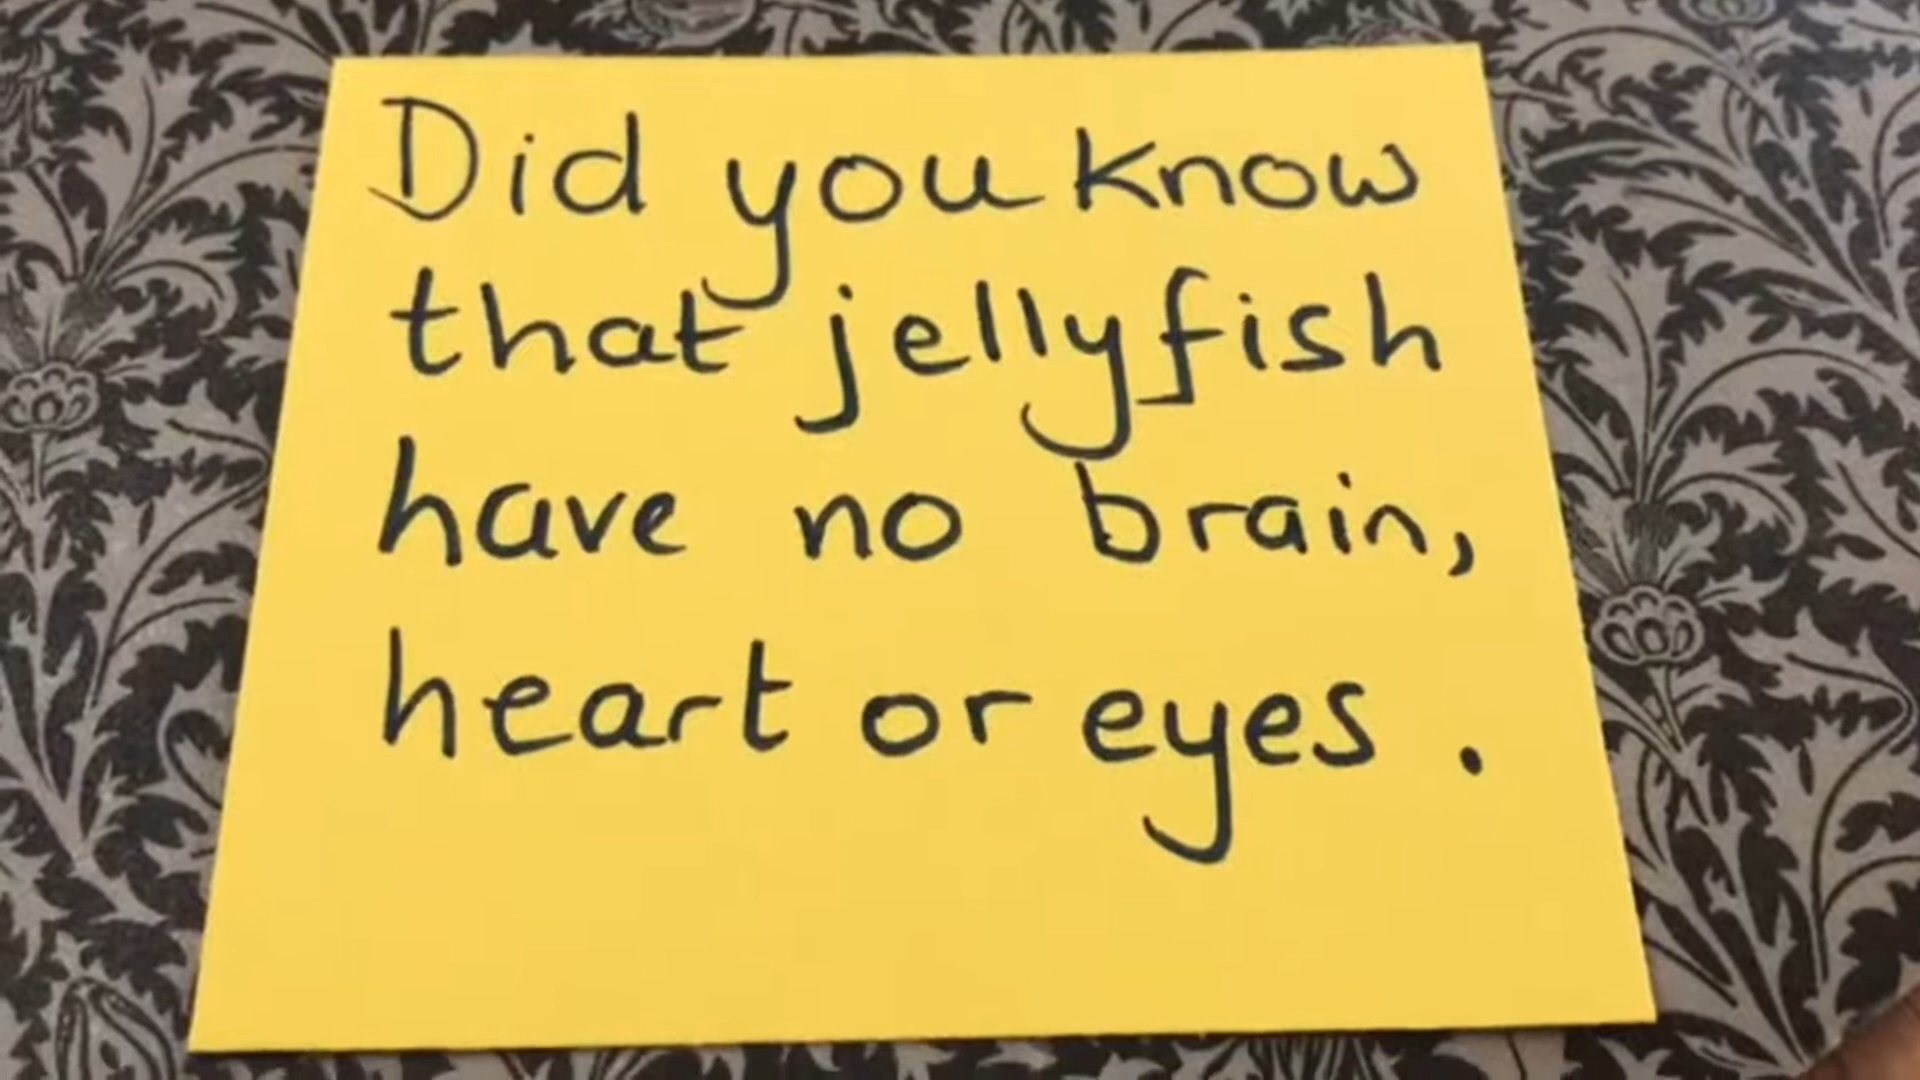 Did you know
that jellyfish
have no brain,
heart or eyes.